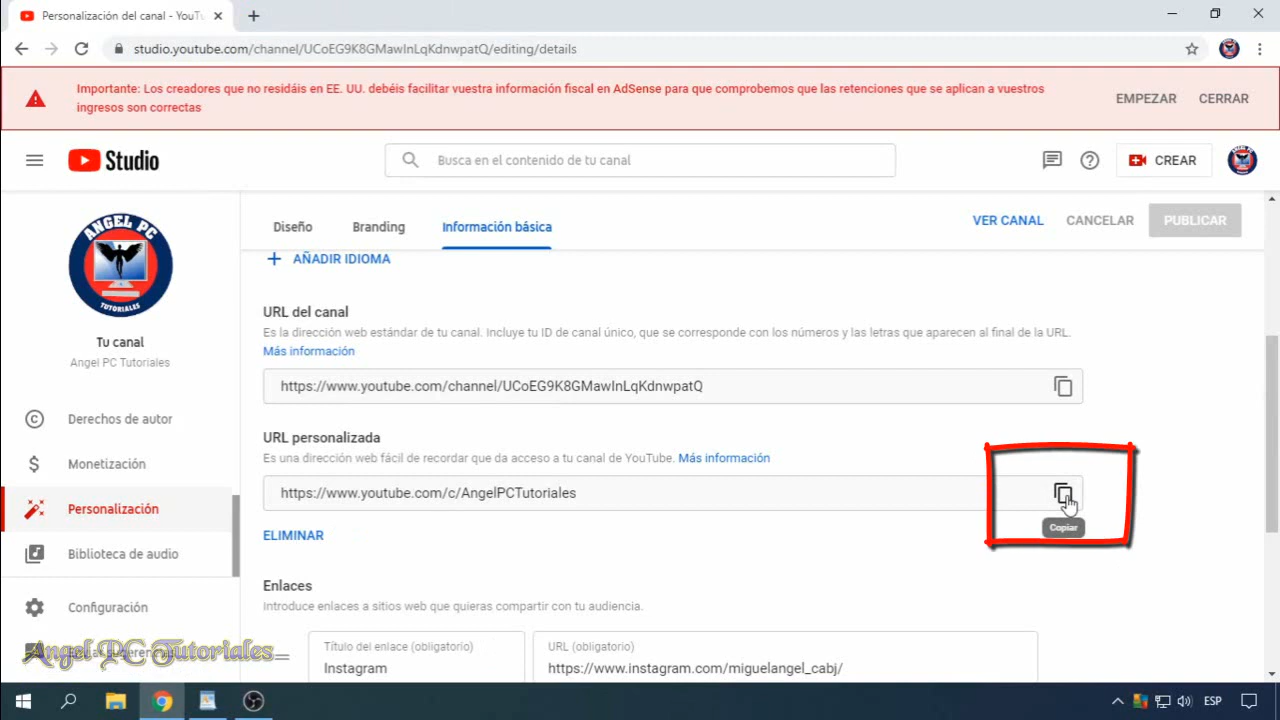 Personalización del canal - YouTu
studio.youtube.com/channel/UCoEG9K8GMawInLqKdnwpatQ/editing/details
Importante: Los creadores que no residáis en EE. UU. debéis facilitar vuestra información fiscal en AdSense para que comprobemos que las retenciones que se aplican a vuestros
ingresos son correctas
EMPEZAR
CERRAR
Studio
Busca en el contenido de tu canal
CREAR
ANGEL PC
TUTORIALES
Tu canal
Angel PC Tutoriales
Derechos de autor
Monetización
Personalización
Biblioteca de audio
Configuración
Angel PC Tutoriales
Diseño
Branding
Información básica
VER CANAL
CANCELAR
PUBLICAR
AÑADIR IDIOMA
URL del canal
Es la dirección web estándar de tu canal. Incluye tu ID de canal único, que se corresponde con los números y las letras que aparecen al final de la URL.
Más información
https://www.youtube.com/channel/UCoEG9K8GMawInLqKdnwpatQ
URL personalizada
Es una dirección web fácil de recordar que da acceso a tu canal de YouTube. Más información
https://www.youtube.com/c/AngelPCTutoriales
Copiar
ELIMINAR
Enlaces
Introduce enlaces a sitios web que quieras compartir con tu audiencia.
Título del enlace (obligatorio)
Instagram
URL (obligatorio)
https://www.instagram.com/miguelangel_cabj/
ESP